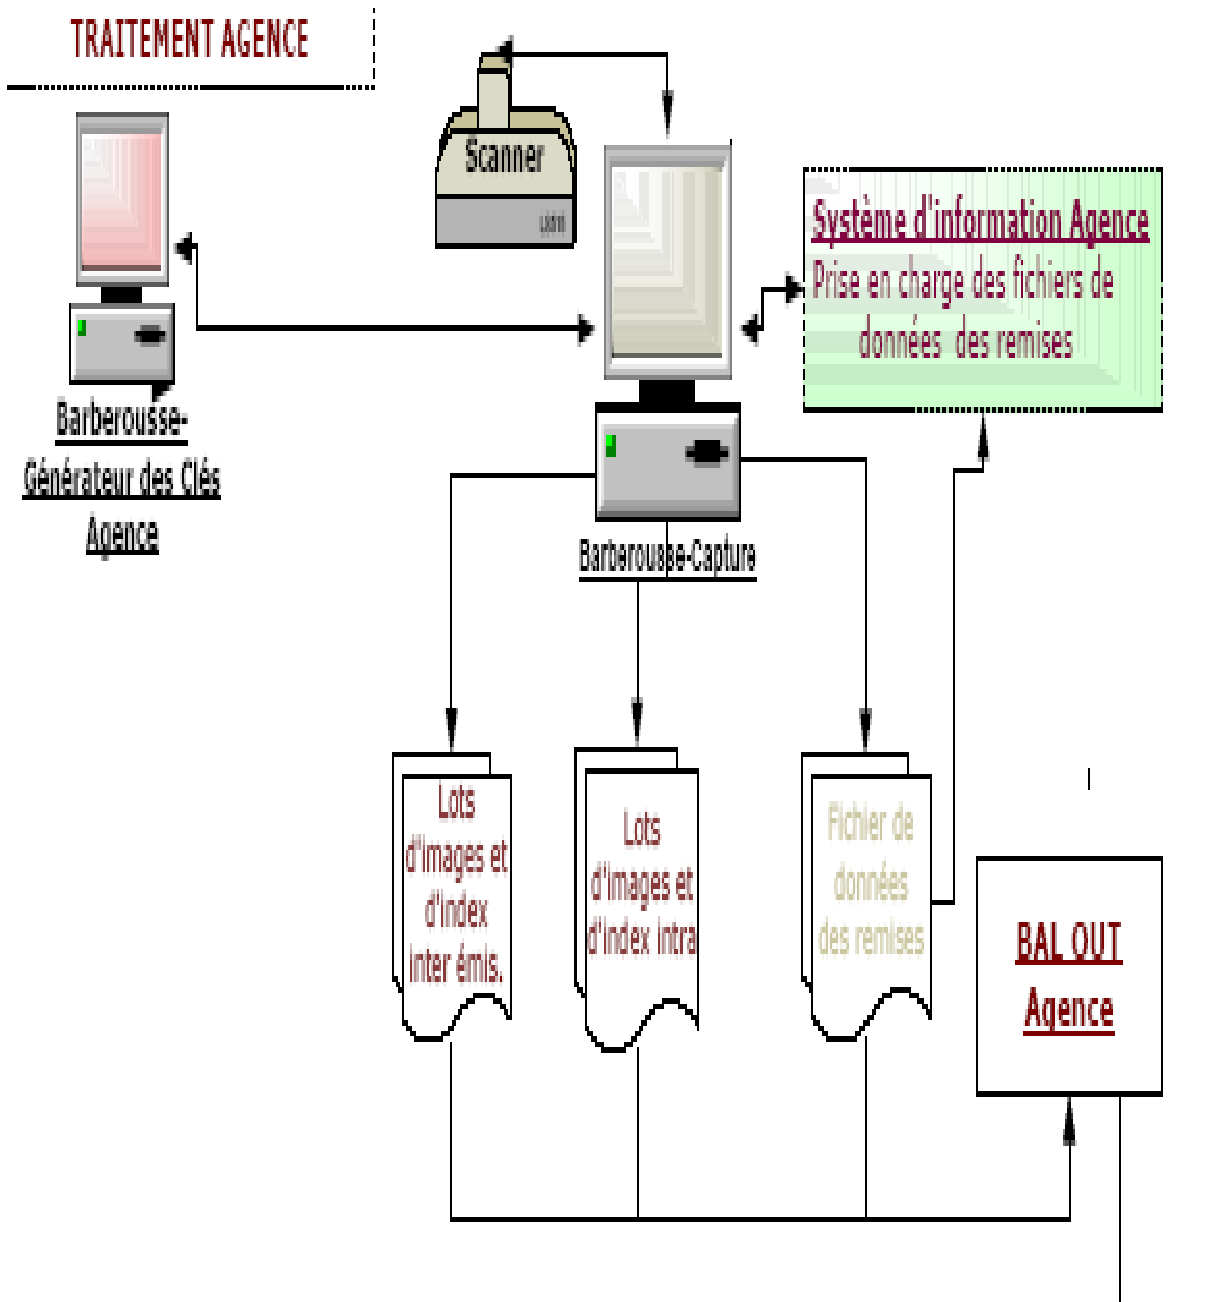 TRAITEMENT AGENCE
Scanner
Système d'information Agence
Prise en charge des fichiers de
données des remises
Barberousse-
Générateur des Clés
Agence
Barberousse-Capture
Lots
d'images et
d'index
inter émis.
Lots
d'images et
d'index intra
Fichier de
données
des remises
BAL OUT
Agence